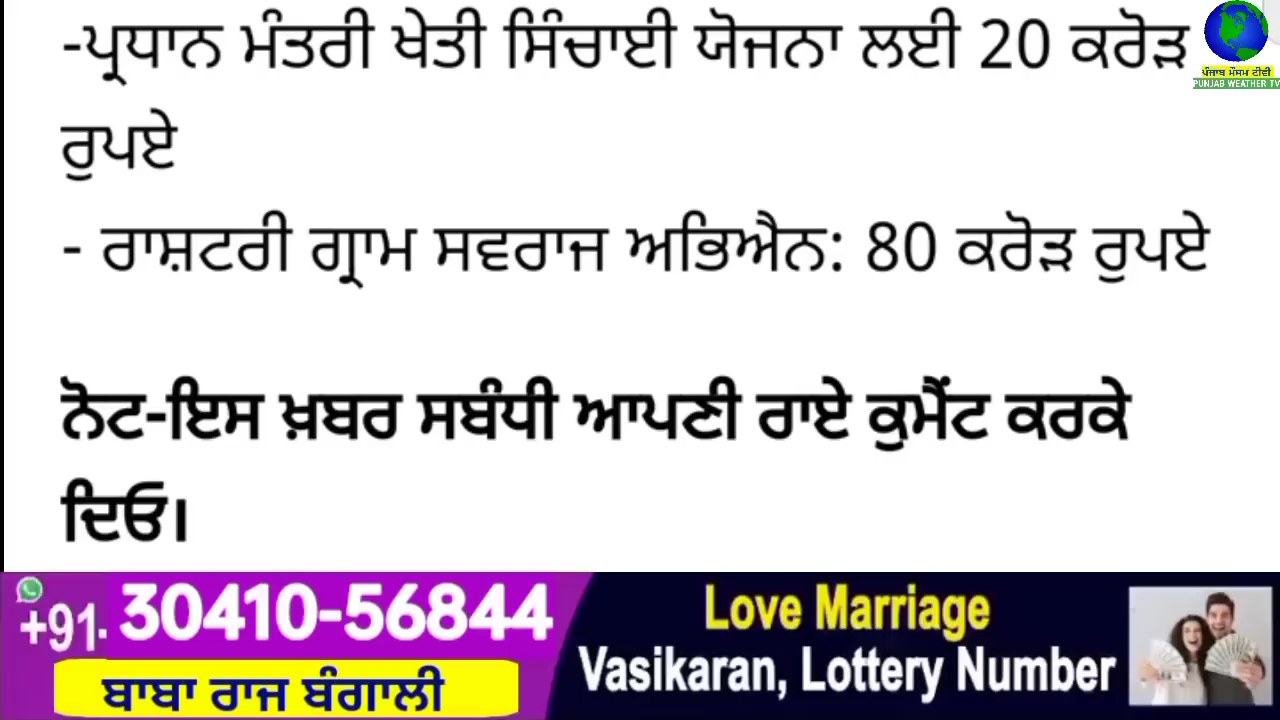 -ਪ੍ਰਧਾਨ ਮੰਤਰੀ ਖੇਤੀ ਸਿੰਚਾਈ ਯੋਜਨਾ ਲਈ 20 ਕਰੋੜ
ਰੁਪਏ
- ਰਾਸ਼ਟਰੀ ਗ੍ਰਾਮ ਸਵਰਾਜ ਅਭਿਐਨ: 80 ਕਰੋੜ ਰੁਪਏ
ਨੋਟ-ਇਸ ਖ਼ਬਰ ਸਬੰਧੀ ਆਪਣੀ ਰਾਏ ਕੁਮੈਂਟ ਕਰਕੇ
ਦਿਓ।
ਪੰਜਾਬ ਮੌਸਮ ਟੀਵੀ
PUNJAB WEATHER TV
+91- 30410-56844
ਬਾਬਾ ਰਾਜ ਬੰਗਾਲੀ
Love Marriage
Vasikaran, Lottery Number